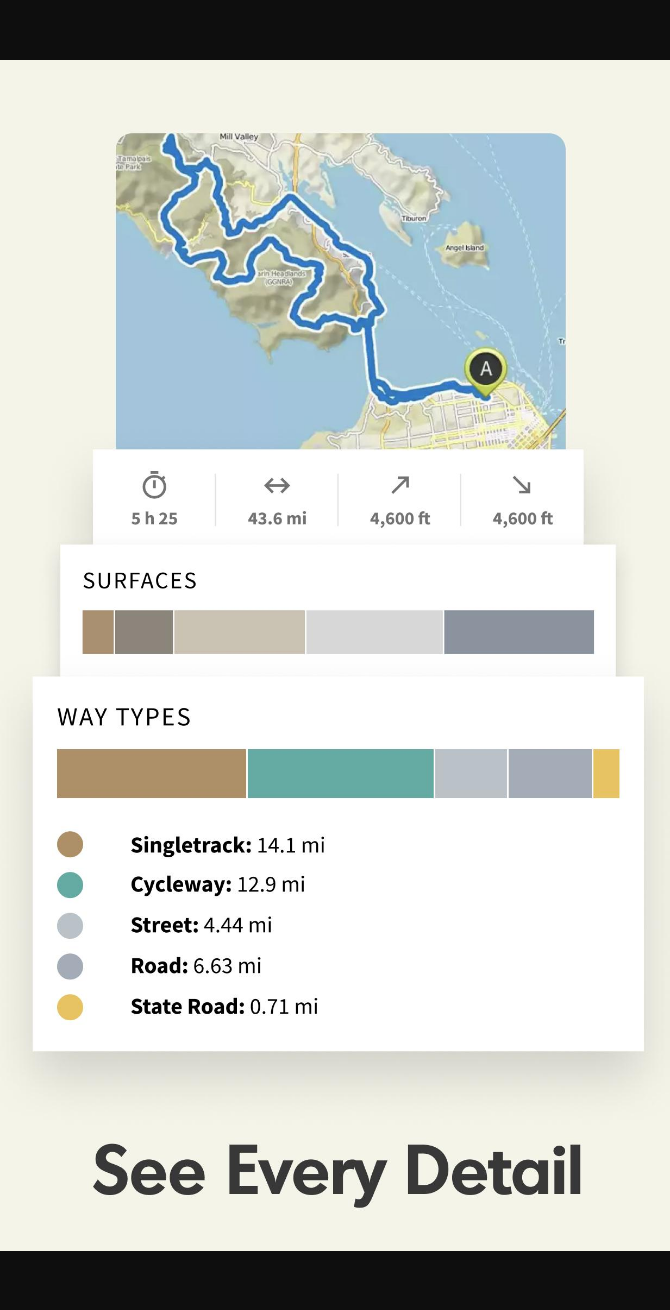 Mill Valley
Tamalpais
Tiburon
Angel Island
arin Headlands
(GGNRA)
A
5 h 25
43.6 mi
4,600 ft
4,600 ft
SURFACES
WAY TYPES
Singletrack: 14.1 mi
Cycleway: 12.9 mi
Street: 4.44 mi
Road: 6.63 mi
State Road: 0.71 mi
See Every Detail